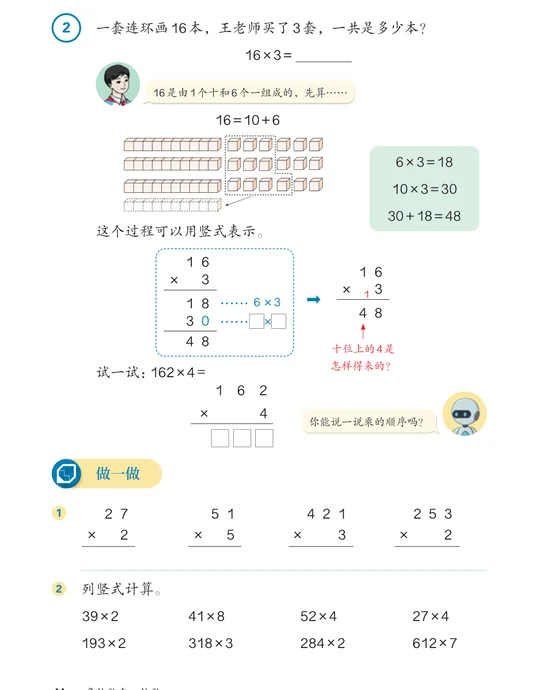 2 一套连环画16本，王老师买了3套，一共是多少本？
16×3=
16是由1个十和6个一组成的，先算……
16=10+6
6×3=18
10×3=30
30+18=48
这个过程可以用竖式表示。
1 6
× 3
1 8 …… 6×3
3 0 …… □×□
4 8
1 6
× 1 3
4 8
十位上的4是
怎样得来的？
试一试：162×4=
1 6 2
× 4
□ □ □
你能说一说乘的顺序吗？
做一做
1
2 7 5 1 4 2 1 2 5 3
× 2 × 5 × 3 × 2
2 列竖式计算。
39×2 41×8 52×4 27×4
193×2 318×3 284×2 612×7